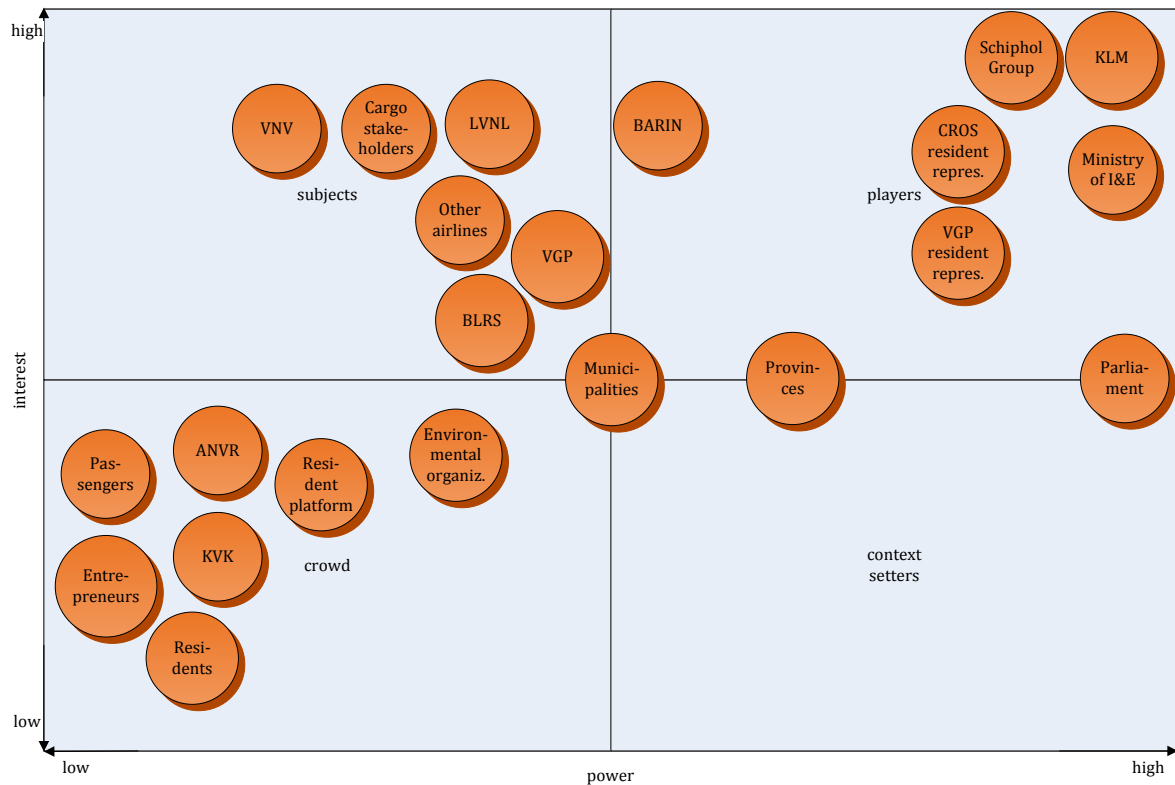 high
Schiphol
Group
KLM
VNV
Cargo
stake-
holders
LVNL
BARIN
CROS
resident
repres.
Ministry
of I&E
subjects
players
Other
airlines
VGP
VGP
resident
repres.
BLRS
Munici-
palities
Provin-
ces
Parlia-
ment
interest
Pas-
sengers
ANVR
Resi-
dent
platform
Environ-
mental
organiz.
KVK
crowd
context
setters
Entre-
preneurs
Resi-
dents
low
low
power
high